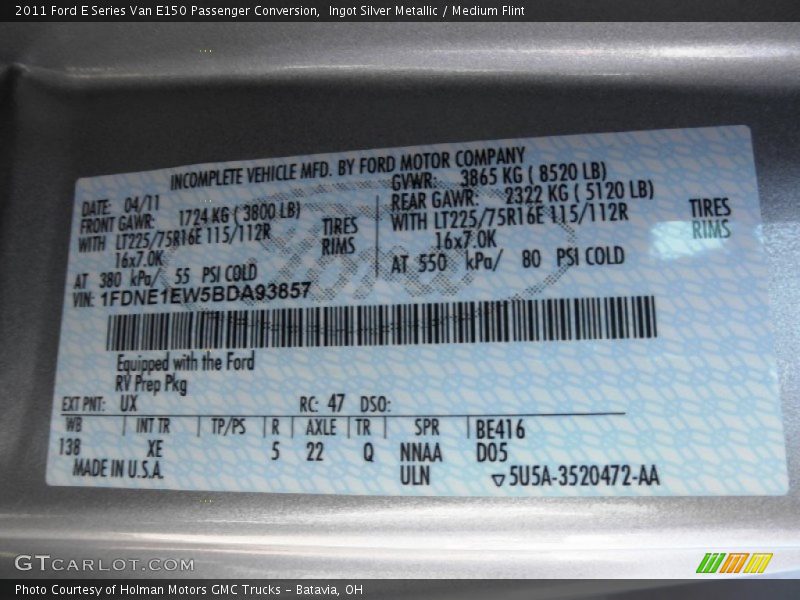 2011 Ford E Series Van E150 Passenger Conversion,  Ingot Silver Metallic / Medium Flint
INCOMPLETE VEHICLE MFD. BY FORD MOTOR COMPANY
DATE: 04/11 GVWR: 3865 KG ( 8520 LB)
FRONT GAWR: 1724 KG ( 3800 LB) REAR GAWR: 2322 KG ( 5120 LB)
WITH LT225/75R16E 115/112R TIRES WITH LT225/75R16E 115/112R TIRES
16x7.0K RIMS 16x7.0K RIMS
AT 380 kPa/ 55 PSI COLD AT 550 kPa/ 80 PSI COLD
VIN: 1FDNE1EW5BDA93857
Equipped with the Ford
RV Prep Pkg
EXT PNT: UX RC: 47 DSO:
WB INT TR TP/PS R AXLE TR SPR BE416
138 XE 5 22 Q NNAA D05
MADE IN U.S.A. ULN ▽5U5A-3520472-AA
GTCARLOT.COM
Photo Courtesy of Holman Motors GMC Trucks - Batavia, OH